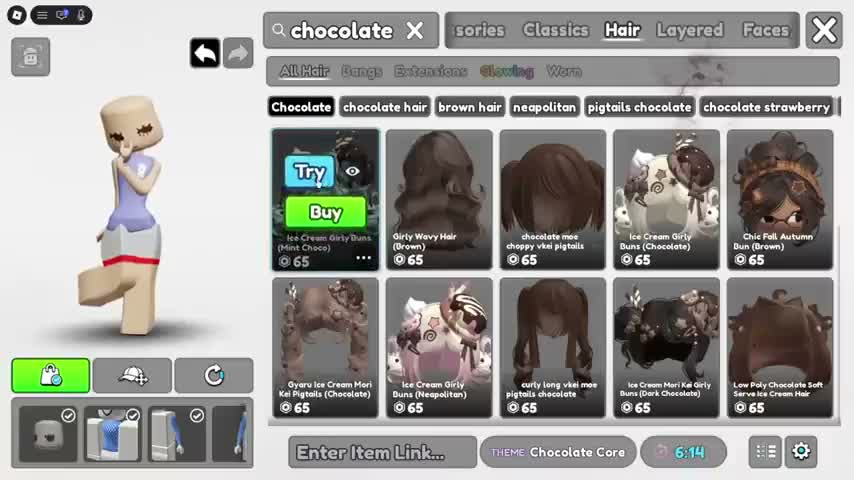 chocolate
ssories Classics Hair Layered Faces
All Hair Bangs Extensions Glowing Worn
Chocolate chocolate hair brown hair neapolitan pigtails chocolate chocolate strawberry
Try
Buy
Ice Cream Girly Buns
(Mint Choco)
65
Girly Wavy Hair
(Brown)
65
chocolate moe
choppy vkei pigtails
65
Ice Cream Girly
Buns (Chocolate)
65
Chic Fall Autumn
Bun (Brown)
65
Gyaru Ice Cream Mori
Kei Pigtails (Chocolate)
65
Ice Cream Girly
Buns (Neapolitan)
65
curly long vkei moe
pigtails chocolate
65
Ice Cream Mori Kei Girly
Buns (Dark Chocolate)
65
Low Poly Chocolate Soft
Serve Ice Cream Hair
65
Enter Item Link...
THEME Chocolate Core
6:14